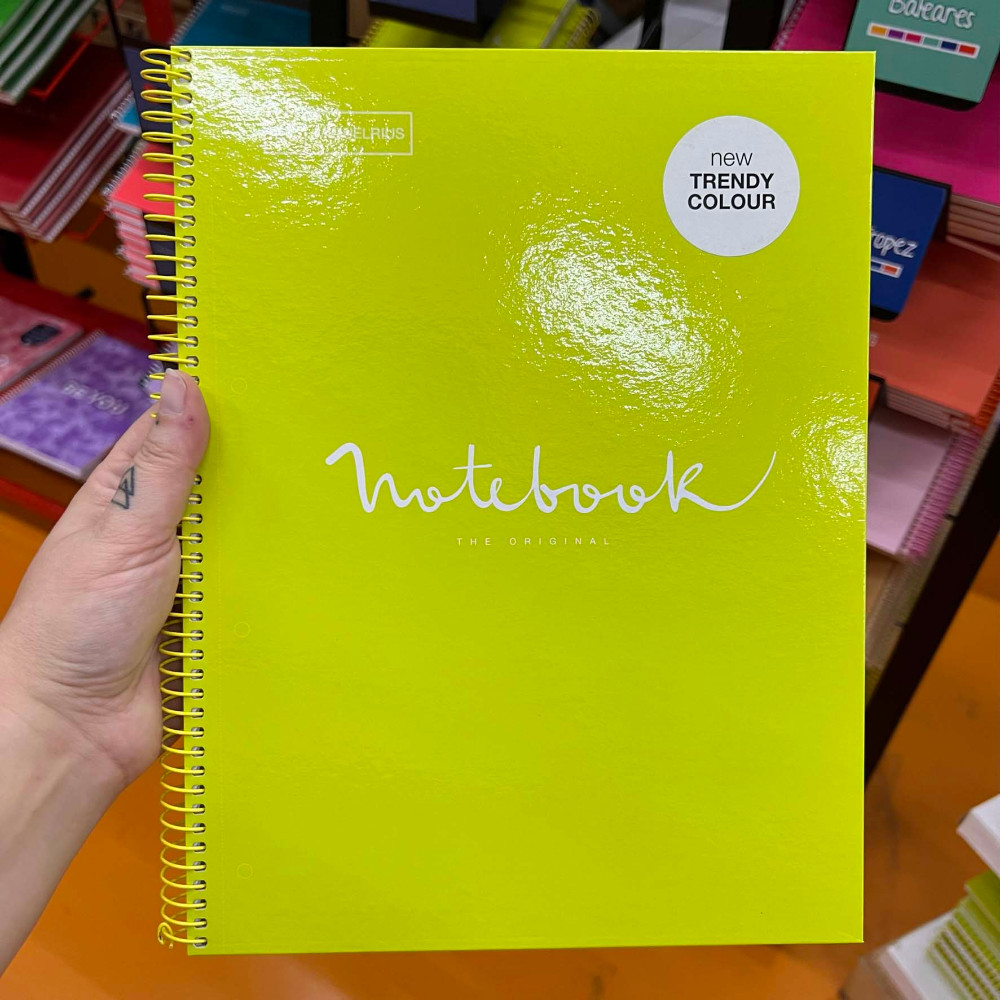 Baleares
new
TRENDY
COLOUR
notebook
THE ORIGINAL
BE YOU